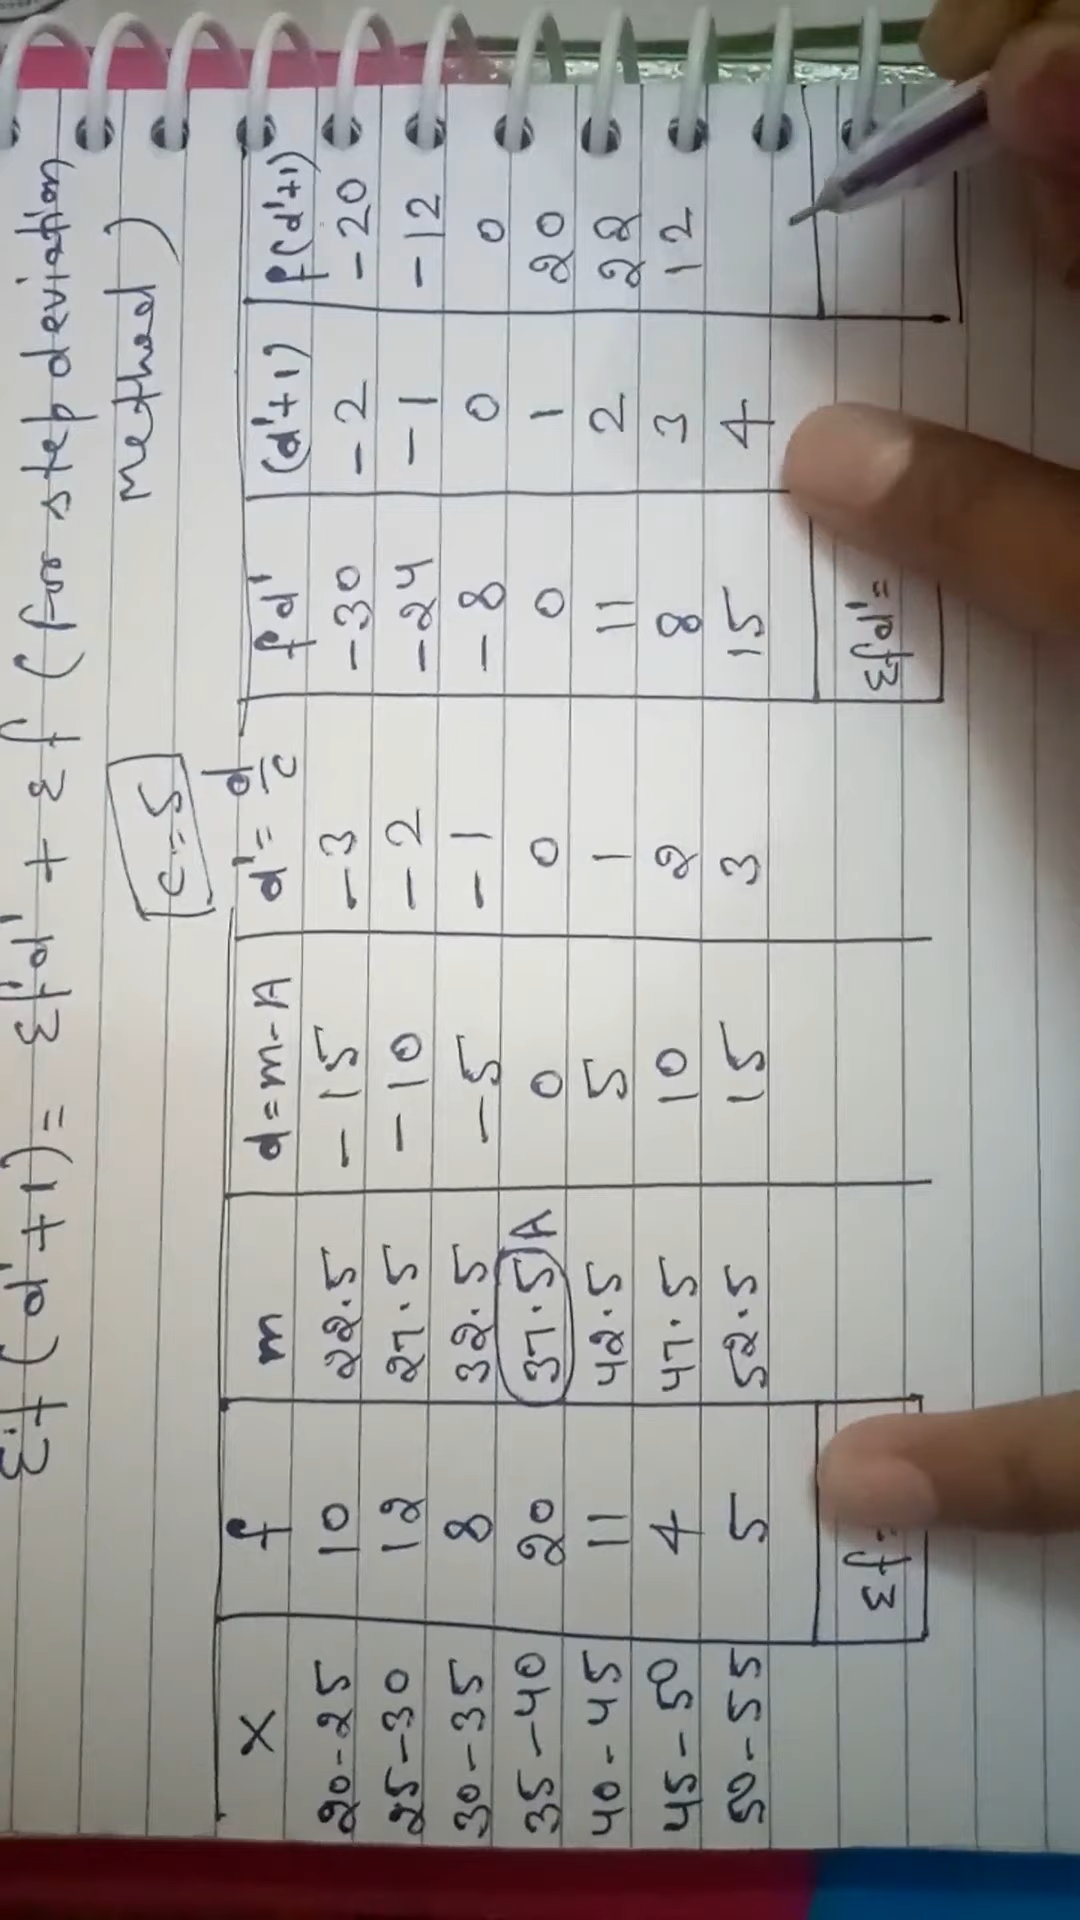 Σf(d'+1) = Σfd' + Σf (for step deviation
Method)
c=5
X f m d=m-A d'=d/c fd' (d'+1) f(d'+1)
20-25 10 22.5 -15 -3 -30 -2 -20
25-30 12 27.5 -10 -2 -24 -1 -12
30-35 8 32.5 -5 -1 -8 0 0
35-40 20 37.5 A 0 0 0 1 20
40-45 11 42.5 5 1 11 2 22
45-50 4 47.5 10 2 8 3 12
50-55 5 52.5 15 3 15 4
Σf= Σfd'=